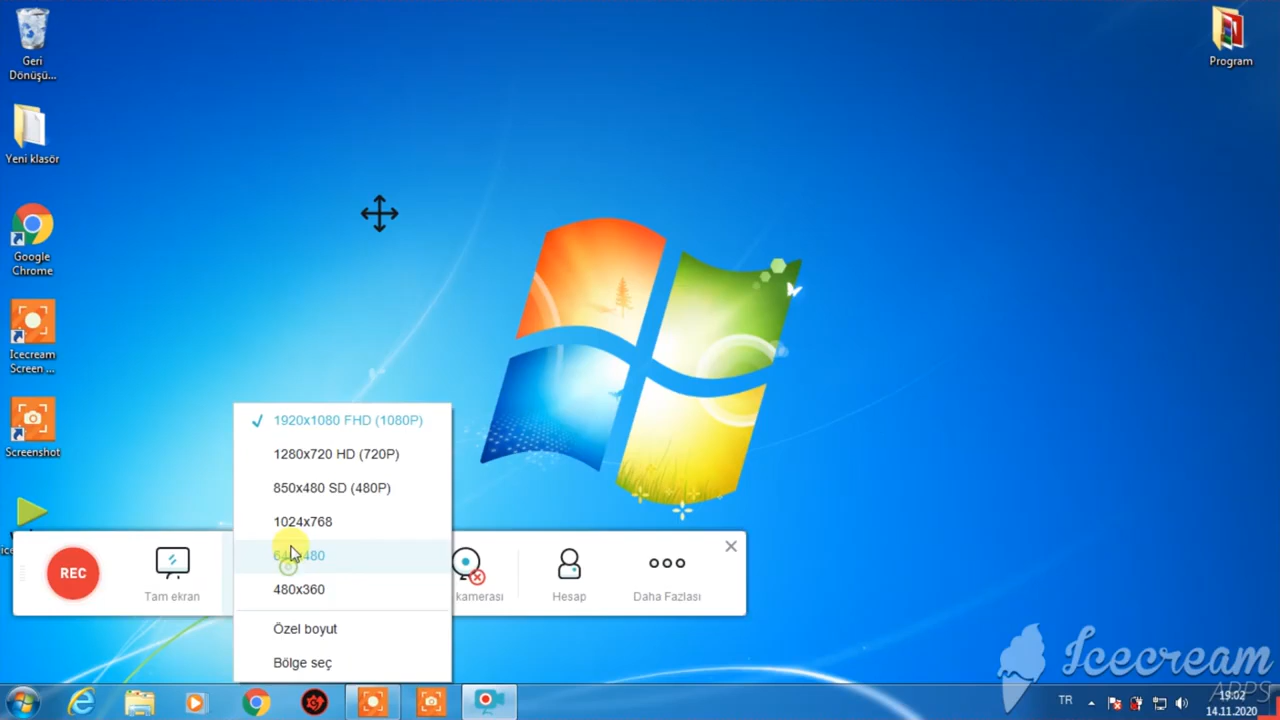 Geri
Dönüşü...
Program
Yeni klasör
Google
Chrome
Icecream
Screen ...
Screenshot
1920x1080 FHD (1080P)
1280x720 HD (720P)
850x480 SD (480P)
1024x768
480x360
Özel boyut
Bölge seç
REC
Tam ekran
kamerası
Hesap
Daha Fazlası
Icecream
APPS
TR
19:02
14.11.2020